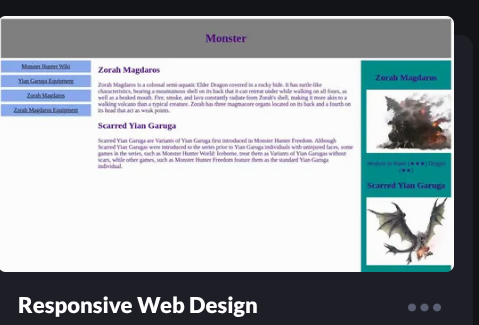 Monster
Monster Hunter Wiki
Yian Garuga Equipment
Zorah Magdaros
Zorah Magdaros Equipment
Zorah Magdaros
Zorah Magdaros is a colossal semi-aquatic Elder Dragon covered in a rocky hide. It has turtle-like
characteristics, bearing a mountainous shell on its back that it can retreat under while walking on all-fours, as
well as a beaked mouth. Fire, smoke, and lava constantly radiate from Zorah's shell, making it more akin to a
walking volcano than a typical creature. Zorah has three magmacore organs located on its back and a fourth on
its head that act as weak points.
Scarred Yian Garuga
Scarred Yian Garuga are Variants of Yian Garuga first introduced in Monster Hunter Freedom. Although
Scarred Yian Garuga were introduced to the series prior to Yian Garuga individuals with uninjured faces, some
games in the series, such as Monster Hunter World: Iceborne, treat them as Variants of Yian Garugas without
scars, while other games, such as Monster Hunter Freedom feature them as the standard Yian Garuga
individual.
Zorah Magdaros
(★★★) Dragon
(★★)
Scarred Yian Garuga
Responsive Web Design